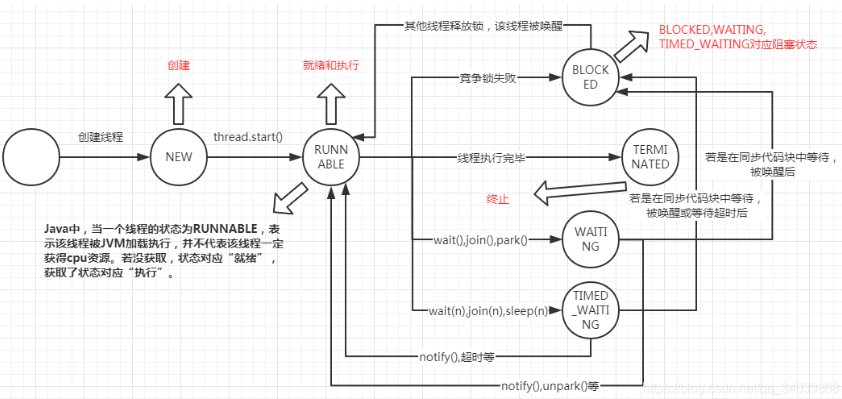 其他线程释放锁，该线程被唤醒
BLOCKED,WAITING,
TIMED_WAITING对应阻塞状态
创建
就绪和执行
BLOCK
ED
竞争锁失败
创建线程
NEW
thread.start()
RUNN
ABLE
线程执行完毕
TERMI
NATED
若是在同步代码块中等待，
被唤醒后
终止
若是在同步代码块中等待，
被唤醒或等待超时后
Java中，当一个线程的状态为RUNNABLE，表
示该线程被JVM加载执行，并不代表该线程一定
获得cpu资源。若没获取，状态对应“就绪”，
获取了状态对应“执行”。
wait(),join(),park()
WAITI
NG
wait(n),join(n),sleep(n)
TIMED
_WAITI
NG
notify(),超时等
notify(),unpark()等
https://blog.csdn.net/qq_34039868